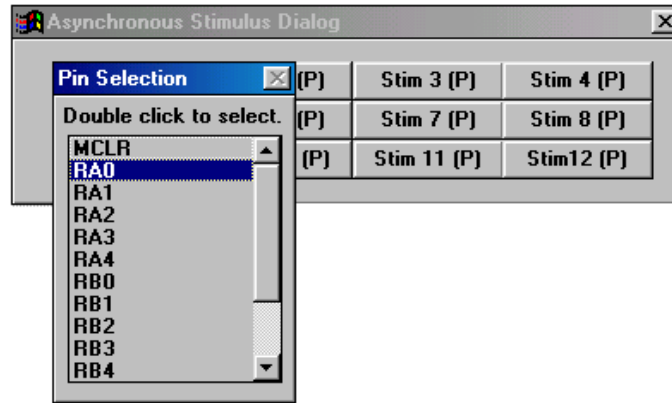 Asynchronous Stimulus Dialog
(P) Stim 3 (P) Stim 4 (P)
(P) Stim 7 (P) Stim 8 (P)
(P) Stim 11 (P) Stim12 (P)
Pin Selection
Double click to select.
MCLR
RA0
RA1
RA2
RA3
RA4
RB0
RB1
RB2
RB3
RB4